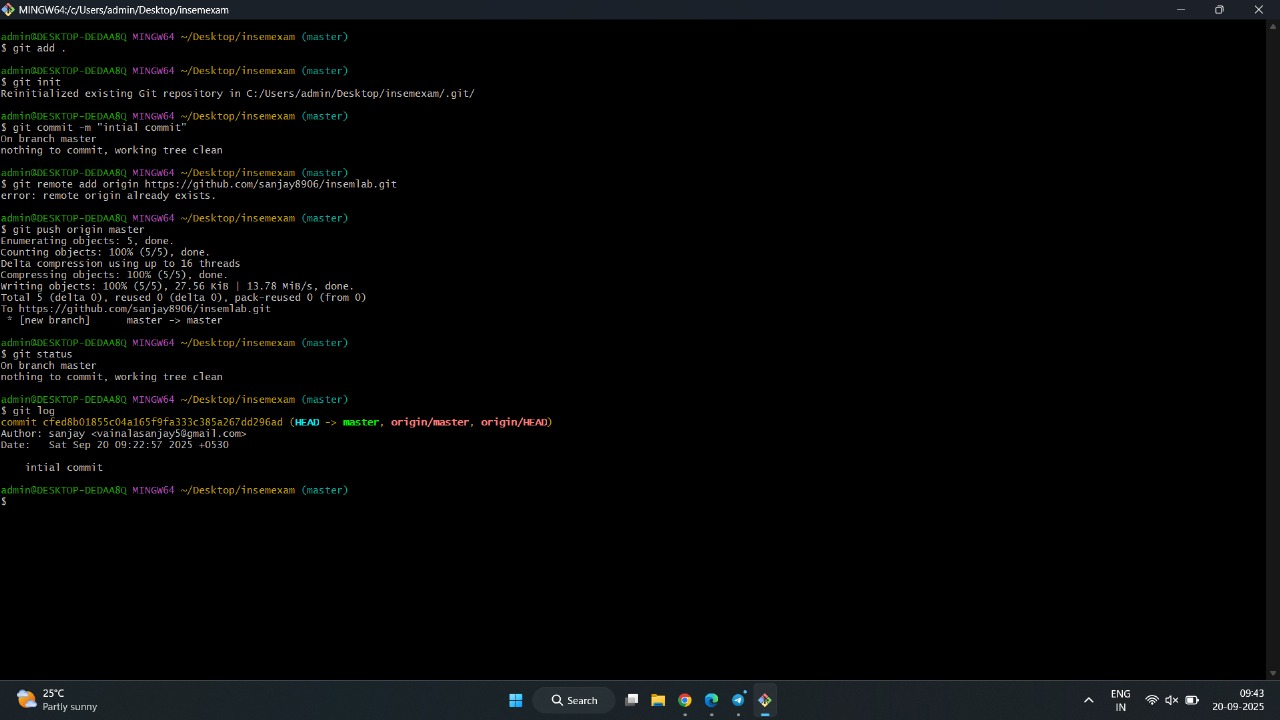 MINGW64:/c/Users/admin/Desktop/insemexam
admin@DESKTOP-DEDAA8Q MINGW64 ~/Desktop/insemexam (master)
$ git add .
admin@DESKTOP-DEDAA8Q MINGW64 ~/Desktop/insemexam (master)
$ git init
Reinitialized existing Git repository in C:/Users/admin/Desktop/insemexam/.git/
admin@DESKTOP-DEDAA8Q MINGW64 ~/Desktop/insemexam (master)
$ git commit -m "intial commit"
On branch master
nothing to commit, working tree clean
admin@DESKTOP-DEDAA8Q MINGW64 ~/Desktop/insemexam (master)
$ git remote add origin https://github.com/sanjay8906/insemlab.git
error: remote origin already exists.
admin@DESKTOP-DEDAA8Q MINGW64 ~/Desktop/insemexam (master)
$ git push origin master
Enumerating objects: 5, done.
Counting objects: 100% (5/5), done.
Delta compression using up to 16 threads
Compressing objects: 100% (5/5), done.
Writing objects: 100% (5/5), 27.56 KiB | 13.78 MiB/s, done.
Total 5 (delta 0), reused 0 (delta 0), pack-reused 0 (from 0)
To https://github.com/sanjay8906/insemlab.git
 * [new branch]      master -> master
admin@DESKTOP-DEDAA8Q MINGW64 ~/Desktop/insemexam (master)
$ git status
On branch master
nothing to commit, working tree clean
admin@DESKTOP-DEDAA8Q MINGW64 ~/Desktop/insemexam (master)
$ git log
commit cfed8b01855c04a165f9fa333c385a267dd296ad (HEAD -> master, origin/master, origin/HEAD)
Author: sanjay <vainalasanjay5@gmail.com>
Date:   Sat Sep 20 09:22:57 2025 +0530
    intial commit
admin@DESKTOP-DEDAA8Q MINGW64 ~/Desktop/insemexam (master)
$
25°C
Partly sunny
Search
ENG
IN
09:43
20-09-2025